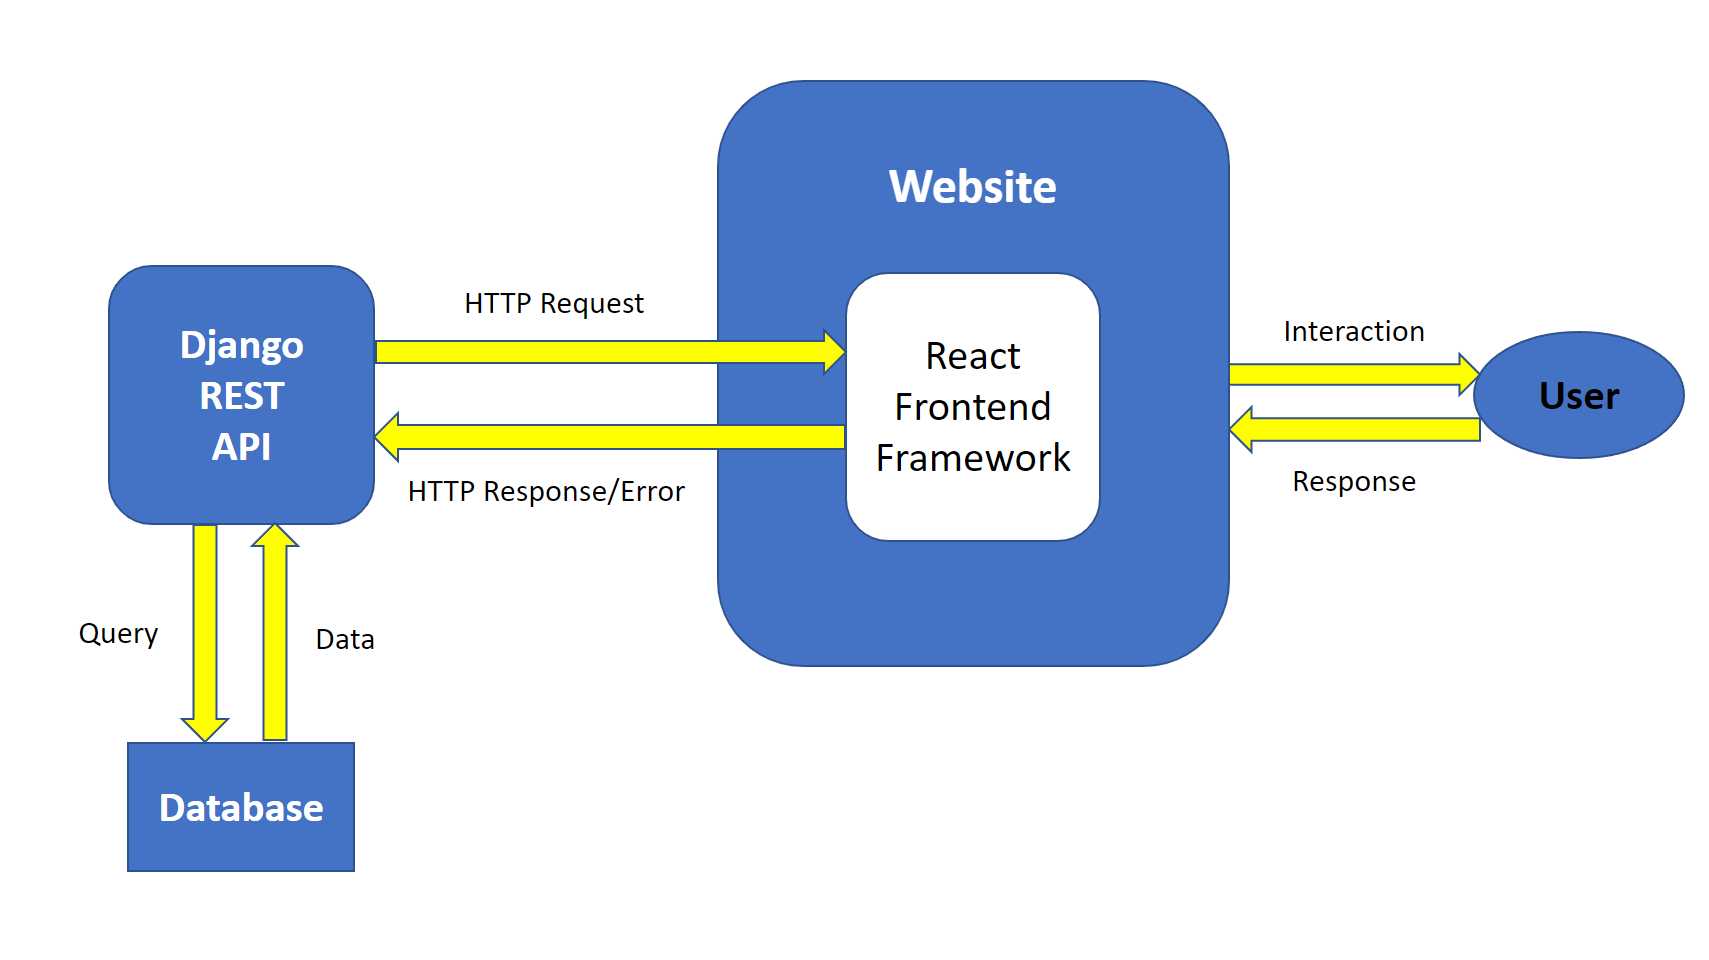 Website
HTTP Request
Django
REST
API
React
Frontend
Framework
Interaction
User
HTTP Response/Error
Response
Query
Data
Database